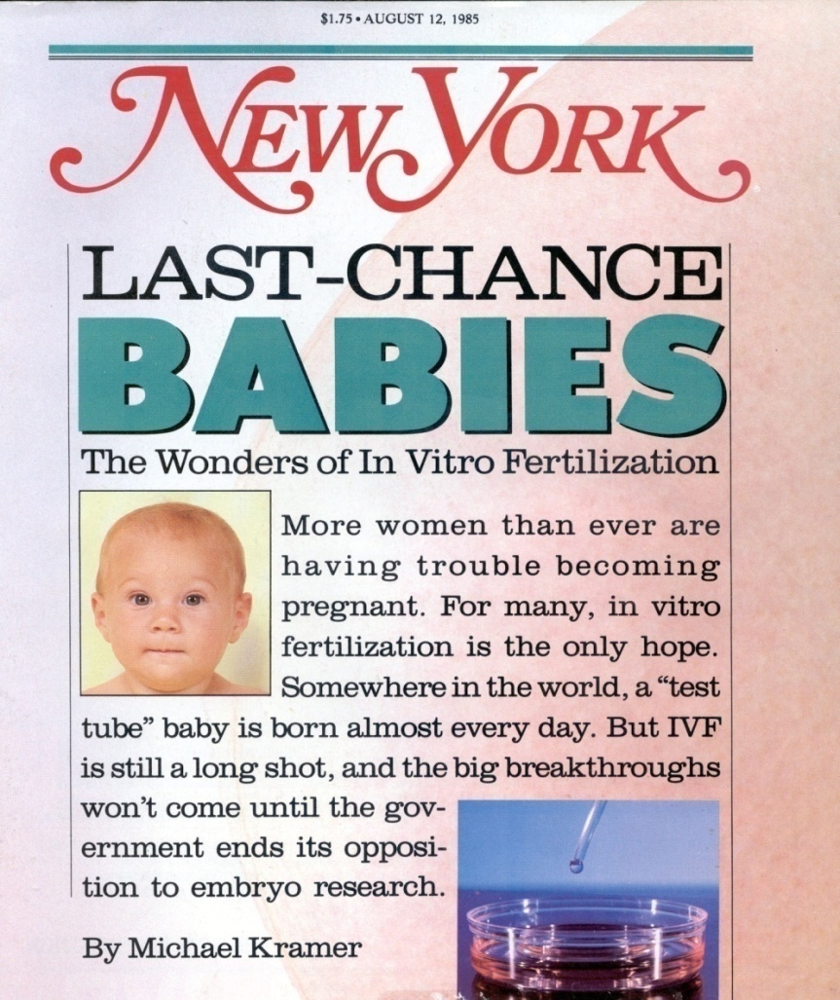 $1.75 • AUGUST 12, 1985
NEW YORK
LAST-CHANCE
BABIES
The Wonders of In Vitro Fertilization
More women than ever are
having trouble becoming
pregnant. For many, in vitro
fertilization is the only hope.
Somewhere in the world, a “test
tube” baby is born almost every day. But IVF
is still a long shot, and the big breakthroughs
won’t come until the gov-
ernment ends its opposi-
tion to embryo research.
By Michael Kramer